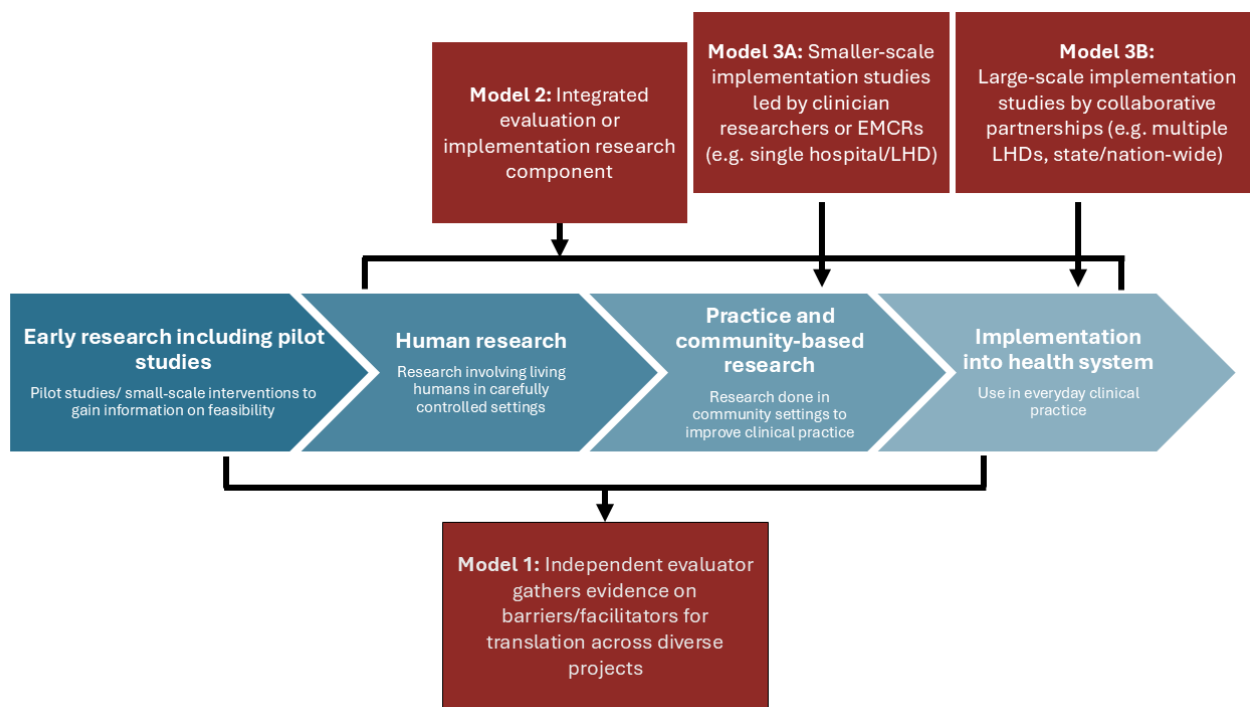 Model 2: Integrated
evaluation or
implementation research
component
Model 3A: Smaller-scale
implementation studies
led by clinician
researchers or EMCRs
(e.g. single hospital/LHD)
Model 3B:
Large-scale implementation
studies by collaborative
partnerships (e.g. multiple
LHDs, state/nation-wide)
Early research including pilot
studies
Pilot studies/ small-scale interventions to
gain information on feasibility
Human research
Research involving living
humans in carefully
controlled settings
Practice and
community-based
research
Research done in
community settings to
improve clinical practice
Implementation
into health system
Use in everyday clinical
practice
Model 1: Independent evaluator
gathers evidence on
barriers/facilitators for
translation across diverse
projects